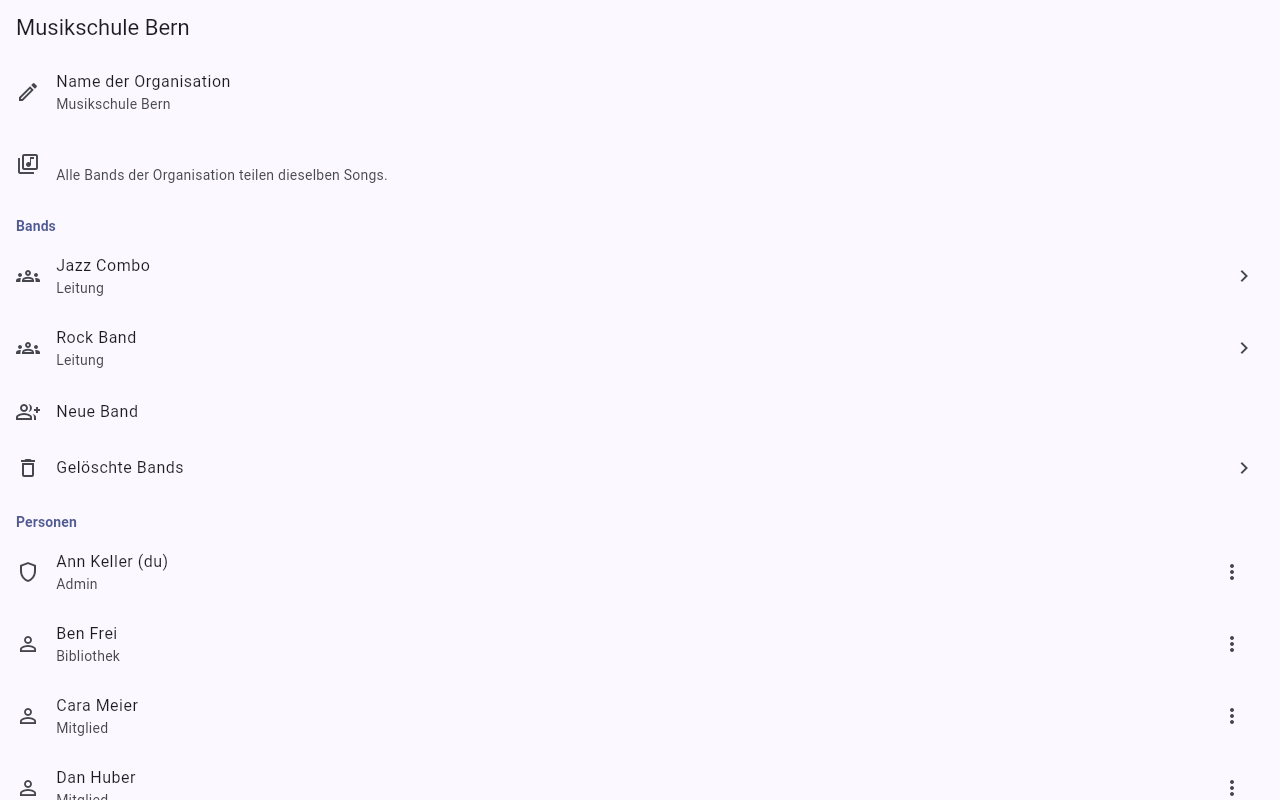 Musikschule Bern
Name der Organisation
Musikschule Bern
Alle Bands der Organisation teilen dieselben Songs.
Bands
Jazz Combo
Leitung
Rock Band
Leitung
Neue Band
Gelöschte Bands
Personen
Ann Keller (du)
Admin
Ben Frei
Bibliothek
Cara Meier
Mitglied
Dan Huber
Mitglied